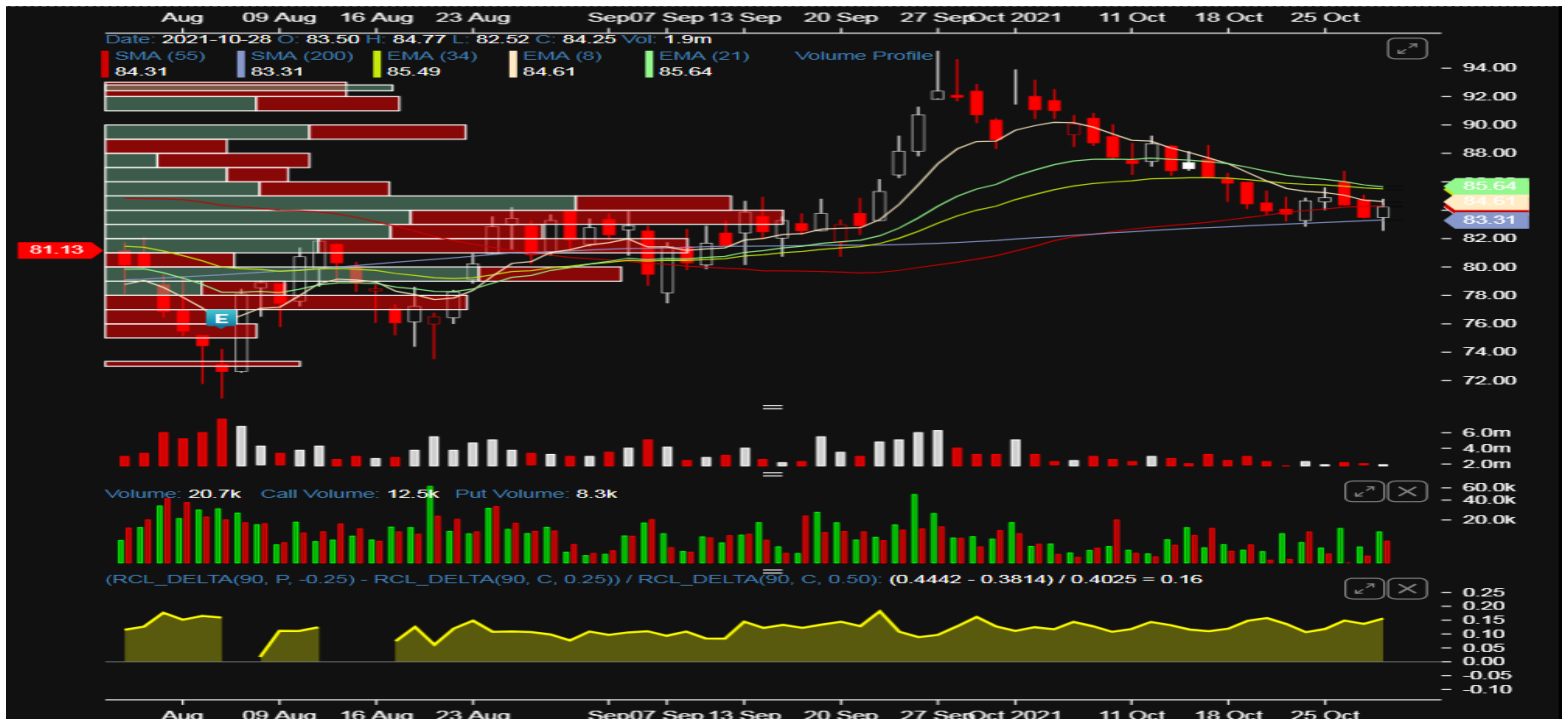 Aug 09 Aug 16 Aug 23 Aug Sep07 Sep 13 Sep 20 Sep 27 Sep Oct 2021 11 Oct 18 Oct 25 Oct
Date: 2021-10-28 O: 83.50 H: 84.77 L: 82.52 C: 84.25 Vol: 1.9m
SMA (55) SMA (200) EMA (34) EMA (8) EMA (21) Volume Profile
84.31 83.31 85.49 84.61 85.64
94.00
92.00
90.00
88.00
85.64
84.61
83.31
82.00
81.13
80.00
78.00
E
76.00
74.00
72.00
6.0m
4.0m
2.0m
Volume: 20.7k Call Volume: 12.5k Put Volume: 8.3k
60.0k
40.0k
20.0k
(RCL_DELTA(90, P, -0.25) - RCL_DELTA(90, C, 0.25)) / RCL_DELTA(90, C, 0.50): (0.4442 - 0.3814) / 0.4025 = 0.16
0.25
0.20
0.15
0.10
0.05
0.00
-0.05
-0.10
Aug 09 Aug 16 Aug 23 Aug Sep07 Sep 13 Sep 20 Sep 27 Sep Oct 2021 11 Oct 18 Oct 25 Oct